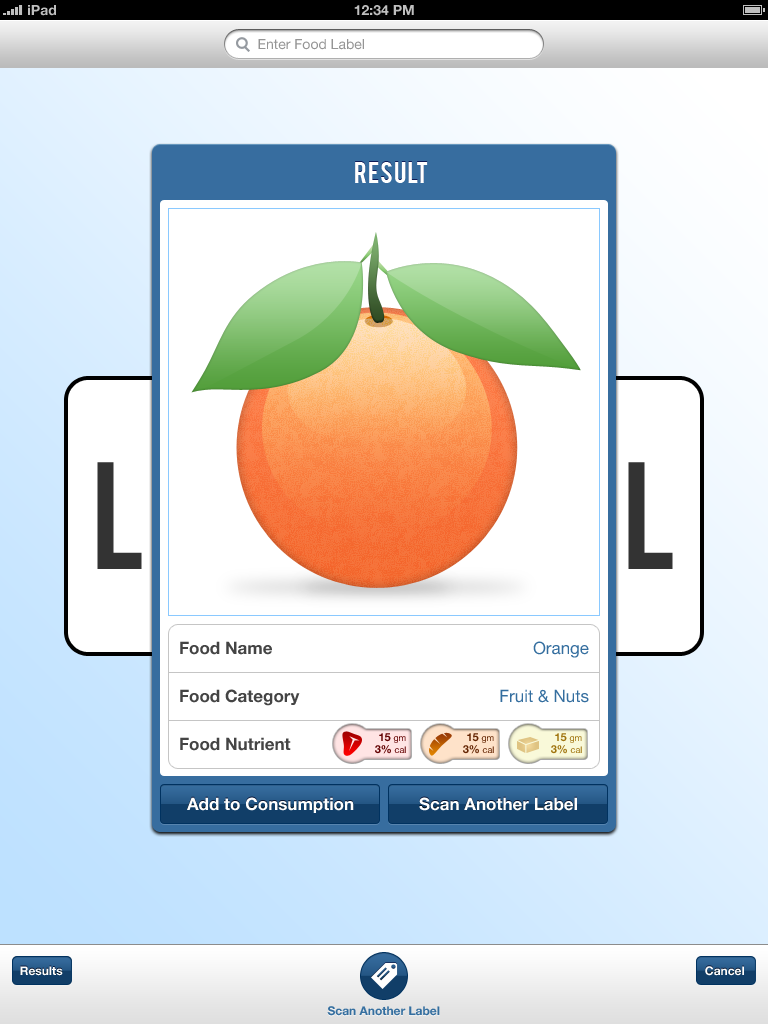 iPad 12:34 PM
Enter Food Label
RESULT
L L
Food Name Orange
Food Category Fruit & Nuts
Food Nutrient
15 gm 15 gm 15 gm
3% cal 3% cal 3% cal
Add to Consumption Scan Another Label
Results Cancel
Scan Another Label